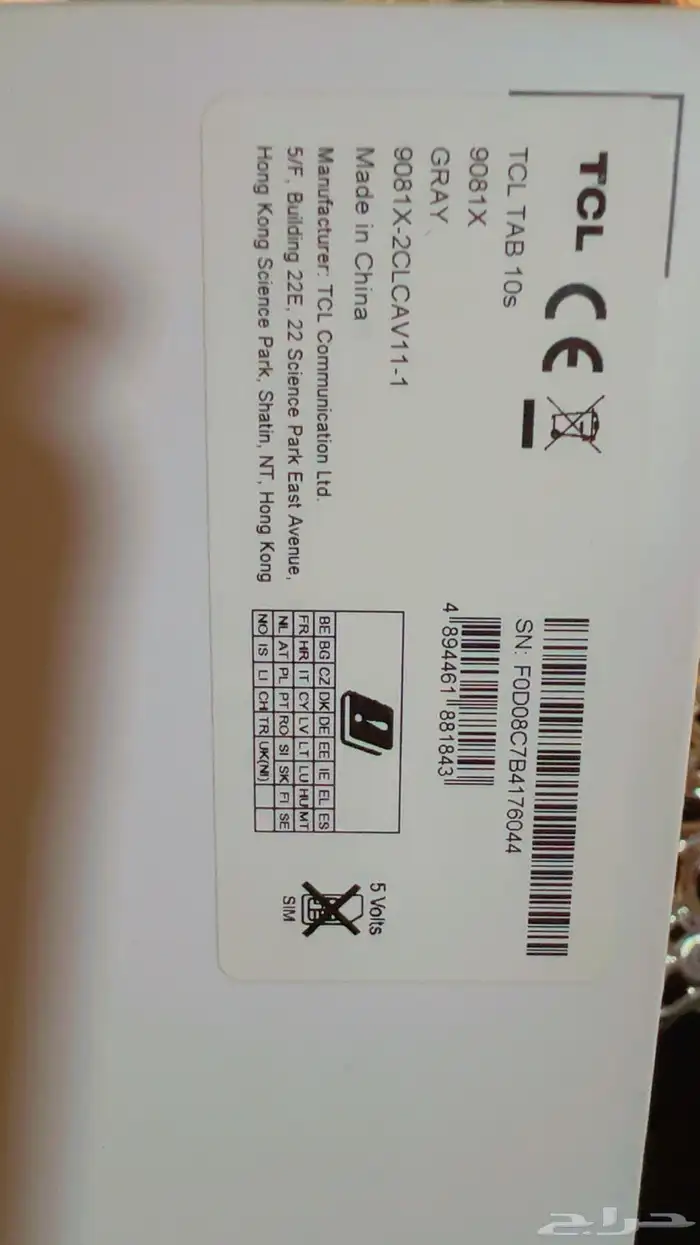 TCL CE
TCL TAB 10s
9081X
GRAY
9081X-2CLCAV11-1
Made in China
Manufacturer: TCL Communication Ltd.
5/F, Building 22E, 22 Science Park East Avenue,
Hong Kong Science Park, Shatin, NT, Hong Kong
SN: F0D08C7B4176044
4 894461 881843
BE BG CZ DK DE EE IE EL ES
FR HR IT CY LV LT LU HU MT
NL AT PL PT RO SI SK FI SE
NO IS LI CH TR UK(NI)
5 Volts
SIM
حراج